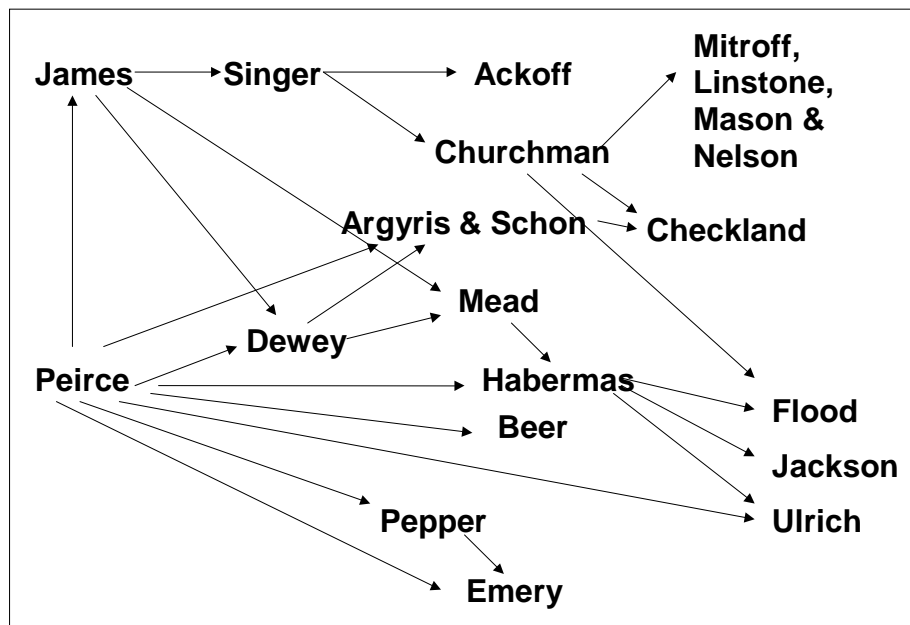 James
Singer
Ackoff
Mitroff,
Linstone,
Mason &
Nelson
Churchman
Argyris & Schon
Checkland
Mead
Dewey
Peirce
Habermas
Flood
Beer
Jackson
Pepper
Ulrich
Emery